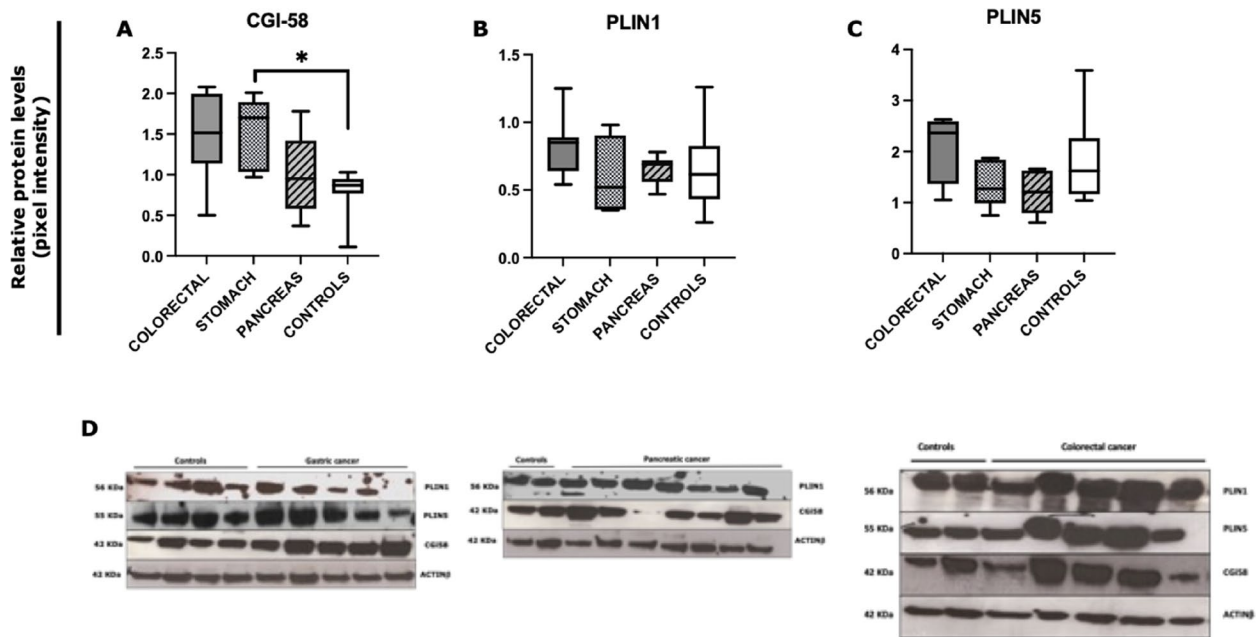 Relative protein levels
(pixel intensity)
A
CGI-58
2.5
2.0
1.5
1.0
0.5
0.0
*
COLORECTAL
STOMACH
PANCREAS
CONTROLS
B
PLIN1
1.5
1.0
0.5
0.0
COLORECTAL
STOMACH
PANCREAS
CONTROLS
C
PLIN5
4
3
2
1
0
COLORECTAL
STOMACH
PANCREAS
CONTROLS
D
Controls
Gastric cancer
56 KDa
PLIN1
55 KDa
PLIN5
42 KDa
CGI58
42 KDa
ACTINβ
Controls
Pancreatic cancer
56 KDa
PLIN1
42 KDa
CGI58
42 KDa
ACTINβ
Controls
Colorectal cancer
56 KDa
PLIN1
55 KDa
PLIN5
42 KDa
CGI58
42 KDa
ACTINβ